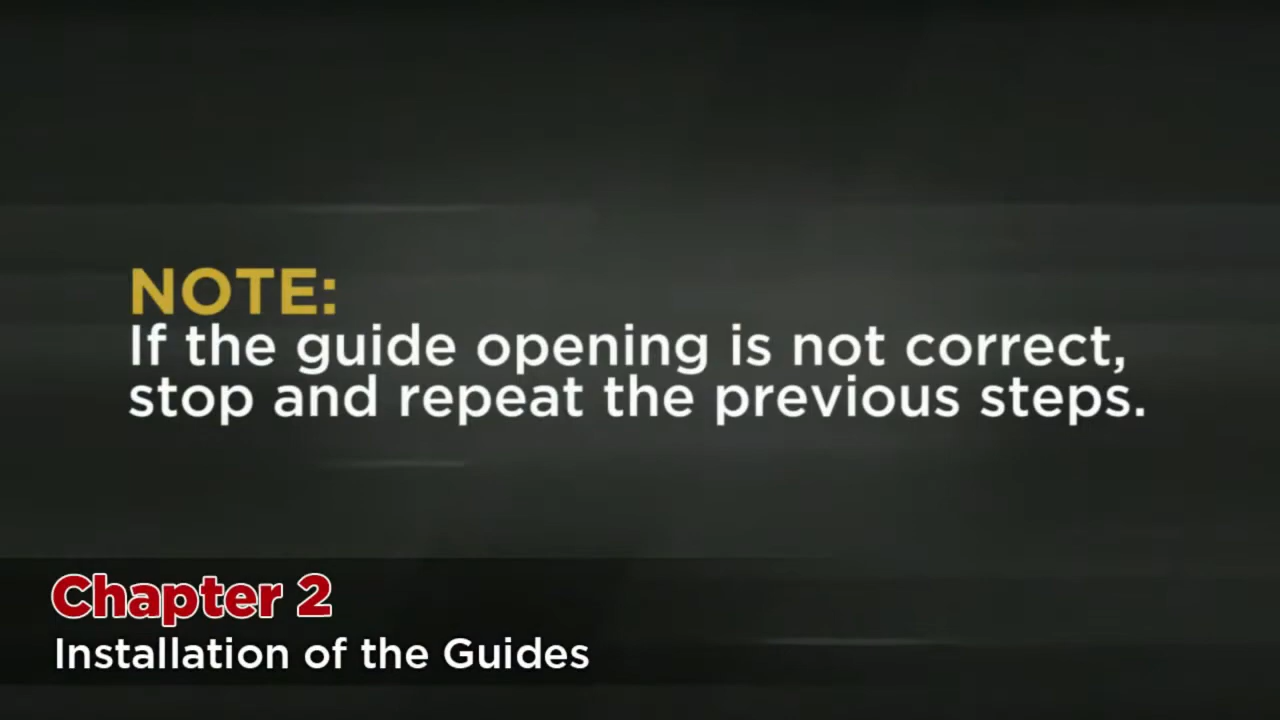 NOTE:
If the guide opening is not correct,
stop and repeat the previous steps.
Chapter 2
Installation of the Guides